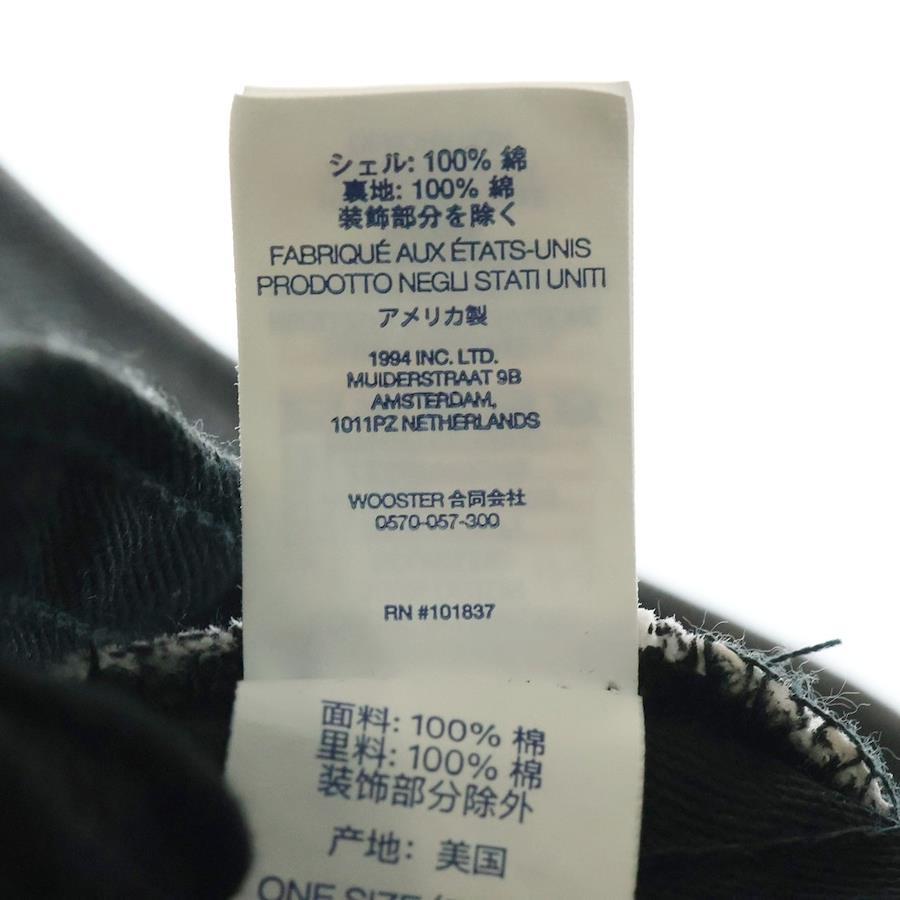 シェル: 100% 綿
裏地: 100% 綿
装飾部分を除く
FABRIQUÉ AUX ÉTATS-UNIS
PRODOTTO NEGLI STATI UNITI
アメリカ製
1994 INC. LTD.
MUIDERSTRAAT 9B
AMSTERDAM,
1011PZ NETHERLANDS
WOOSTER 合同会社
0570-057-300
RN #101837
面料: 100% 棉
里料: 100% 棉
装饰部分除外
产地: 美国
ONE SIZE